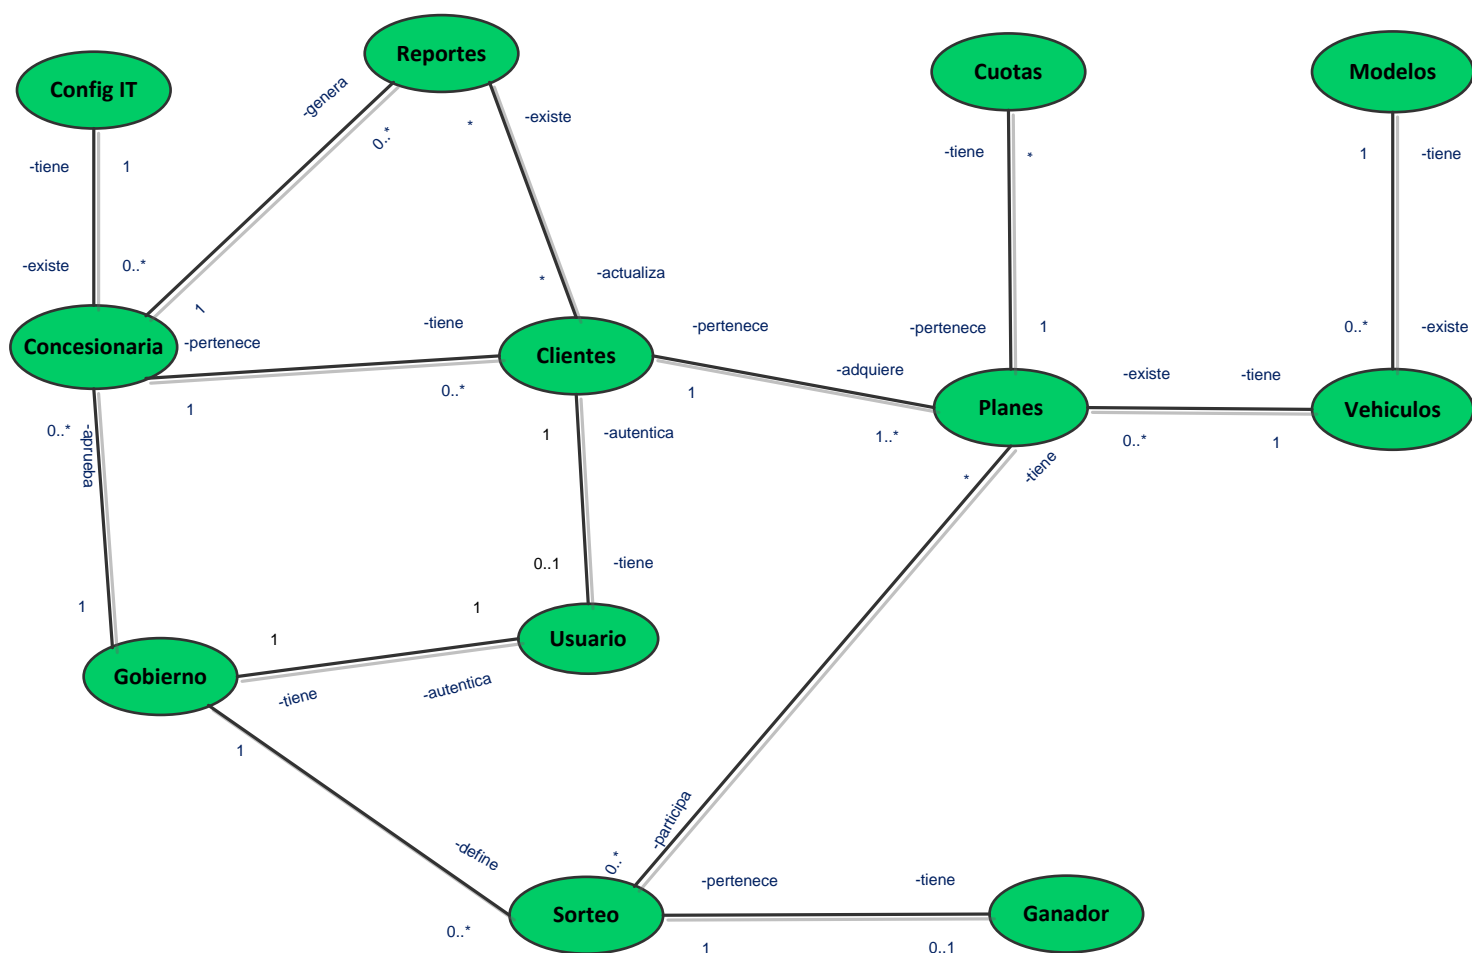 Reportes
Cuotas
Modelos
Config IT
-genera
0..*
*
-existe
-tiene
*
1
-tiene
-tiene
1
-existe
0..*
1
*
-actualiza
-pertenece
1
0..*
-existe
Concesionaria
-pertenece
-tiene
Clientes
-pertenece
-adquiere
Planes
-existe
-tiene
Vehiculos
1
0..*
1
1..*
0..*
1
0..*
-aprueba
1
-autentica
*
-tiene
0..1
-tiene
1
1
1
Usuario
Gobierno
-tiene
-autentica
1
-define
0..*
-participa
0..*
Sorteo
-pertenece
-tiene
Ganador
1
0..1